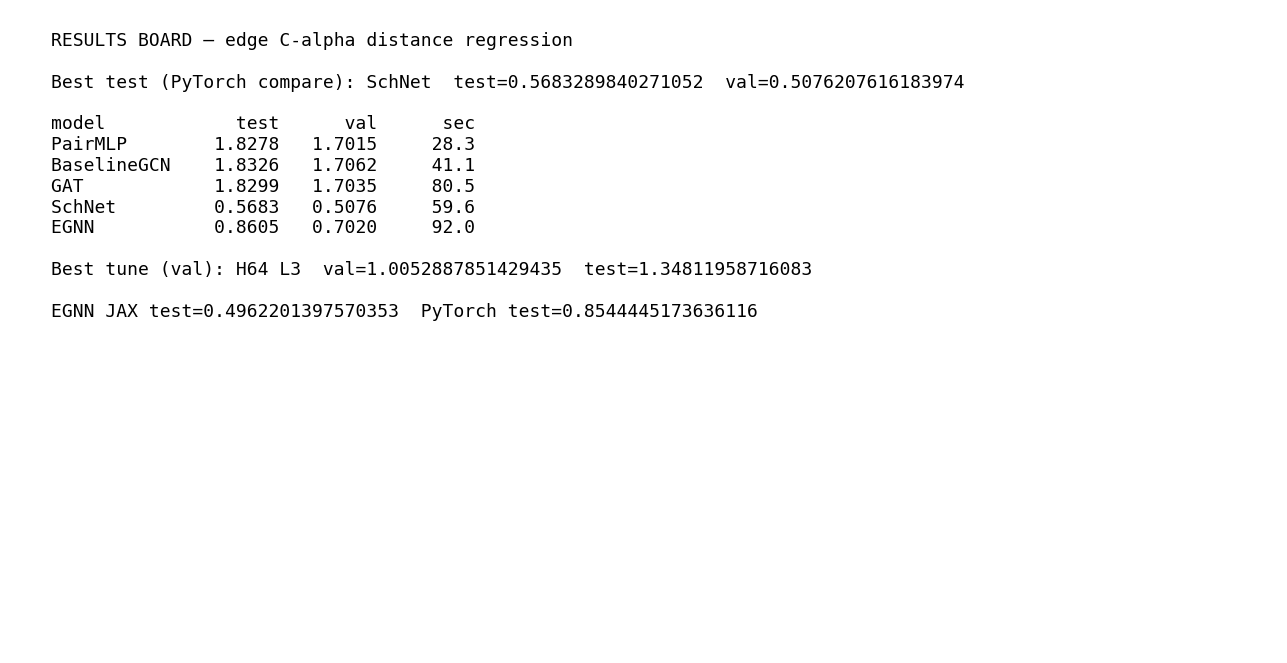 RESULTS BOARD — edge C-alpha distance regression
Best test (PyTorch compare): SchNet  test=0.5683289840271052  val=0.5076207616183974
model            test      val      sec
PairMLP        1.8278   1.7015     28.3
BaselineGCN    1.8326   1.7062     41.1
GAT            1.8299   1.7035     80.5
SchNet         0.5683   0.5076     59.6
EGNN           0.8605   0.7020     92.0
Best tune (val): H64 L3  val=1.0052887851429435  test=1.34811958716083
EGNN JAX test=0.4962201397570353  PyTorch test=0.8544445173636116